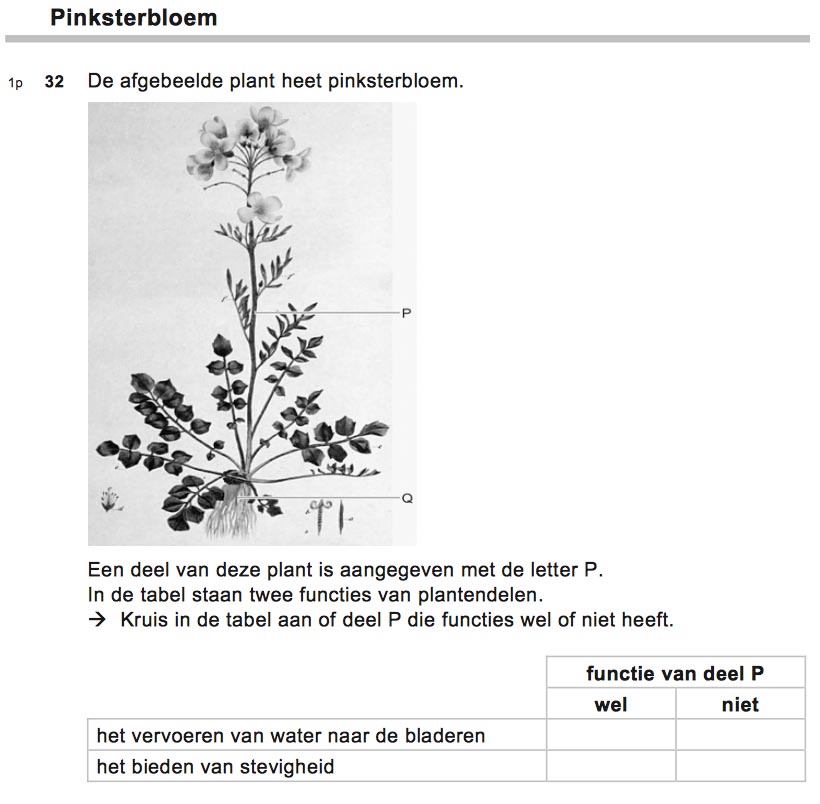 Pinksterbloem
1p 32 De afgebeelde plant heet pinksterbloem.
P
Q
Een deel van deze plant is aangegeven met de letter P.
In de tabel staan twee functies van plantendelen.
→ Kruis in de tabel aan of deel P die functies wel of niet heeft.
functie van deel P
wel niet
het vervoeren van water naar de bladeren
het bieden van stevigheid